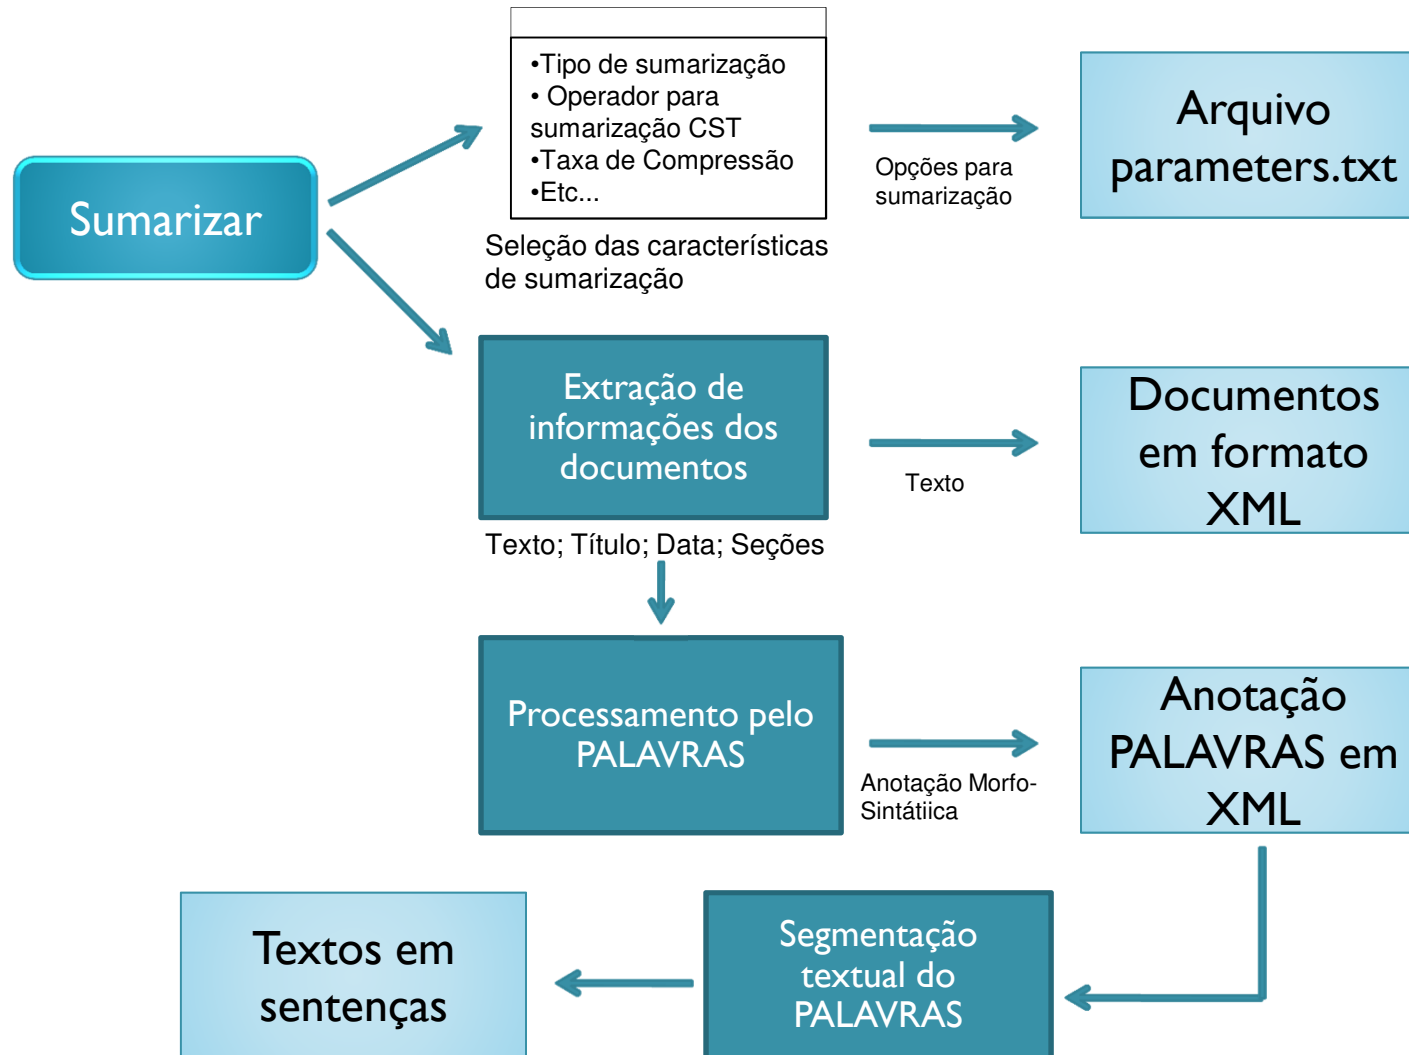 Sumarizar
•Tipo de sumarização
• Operador para
sumarização CST
•Taxa de Compressão
•Etc...
Seleção das características
de sumarização
Opções para
sumarização
Arquivo
parameters.txt
Extração de
informações dos
documentos
Texto; Título; Data; Seções
Texto
Documentos
em formato
XML
Processamento pelo
PALAVRAS
Anotação Morfo-
Sintátiica
Anotação
PALAVRAS em
XML
Segmentação
textual do
PALAVRAS
Textos em
sentenças